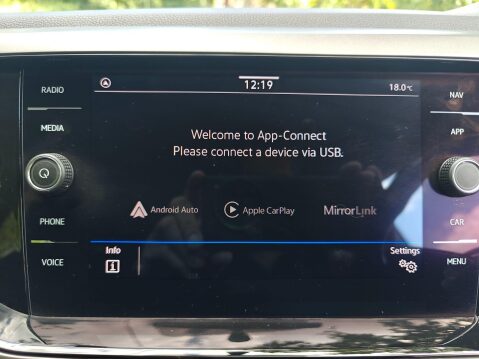 RADIO
MEDIA
PHONE
VOICE
12:19
18.0°C
Welcome to App-Connect
Please connect a device via USB.
Android Auto
Apple CarPlay
MirrorLink
Info
Settings
NAV
APP
CAR
MENU